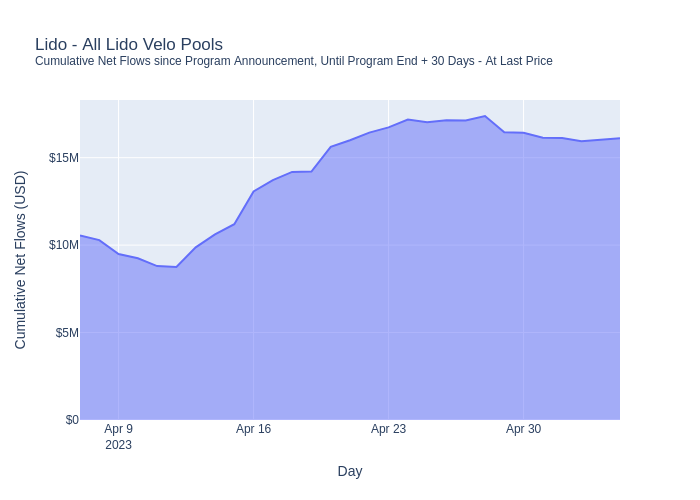 Lido - All Lido Velo Pools
Cumulative Net Flows since Program Announcement, Until Program End + 30 Days - At Last Price
Cumulative Net Flows (USD)
$15M
$10M
$5M
$0
Apr 9
2023
Apr 16
Apr 23
Apr 30
Day